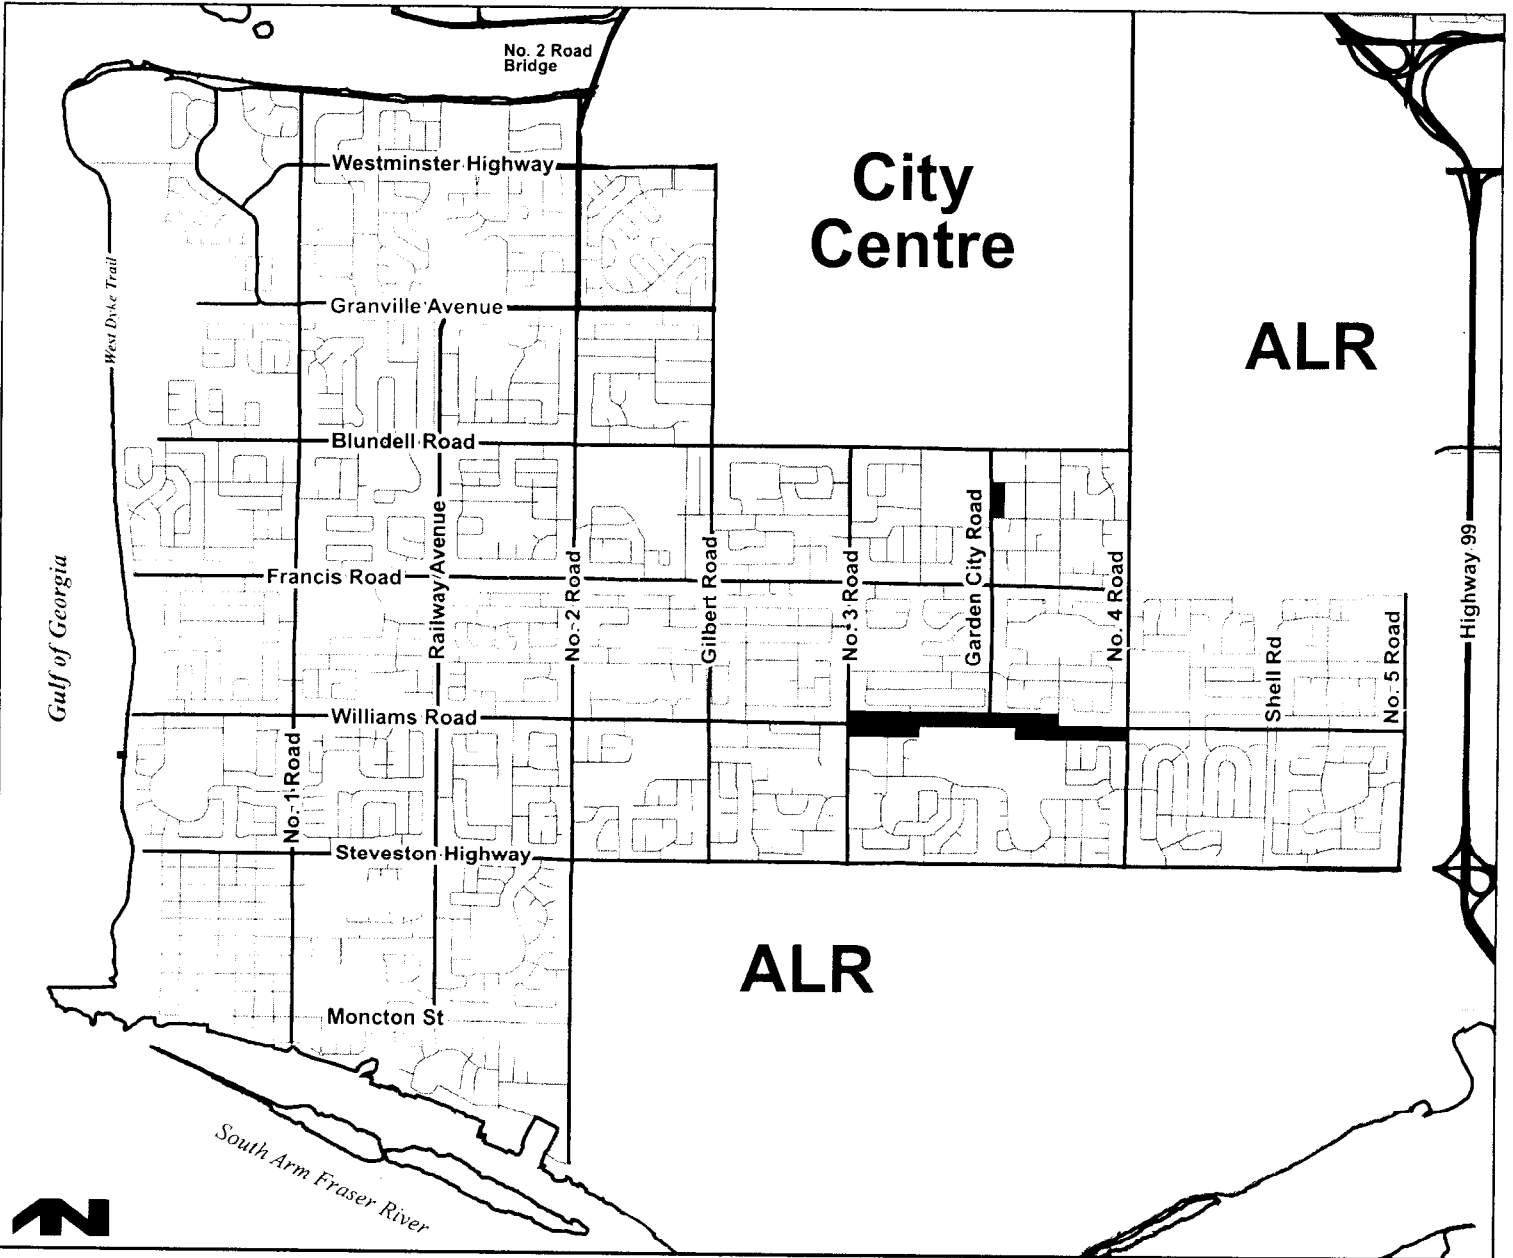 No. 2 Road
Bridge
Westminster Highway
City
Centre
West Dyke Trail
Granville Avenue
ALR
Blundell Road
Gulf of Georgia
Francis Road
Railway Avenue
No. 2 Road
Gilbert Road
No. 3 Road
Garden City Road
No. 4 Road
Shell Rd
No. 5 Road
Highway 99
Williams Road
No. 1 Road
Steveston Highway
ALR
Moncton St
South Arm Fraser River
N